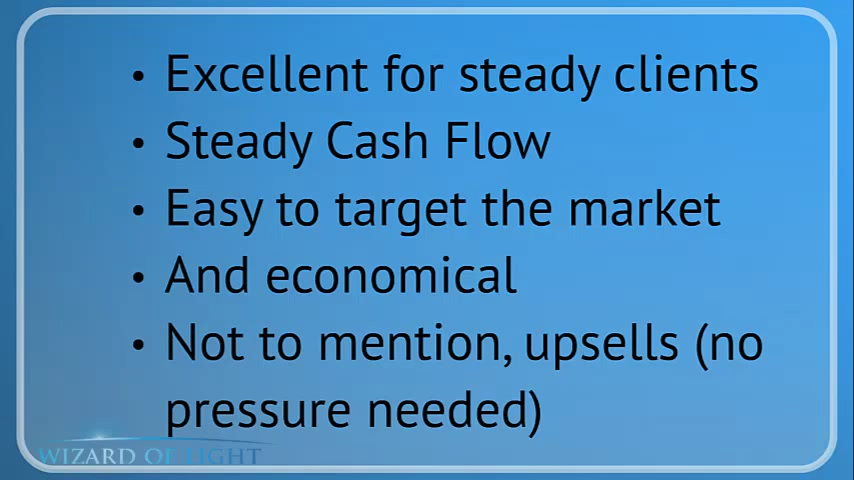 • Excellent for steady clients
• Steady Cash Flow
• Easy to target the market
• And economical
• Not to mention, upsells (no
pressure needed)
WIZARD OF LIGHT